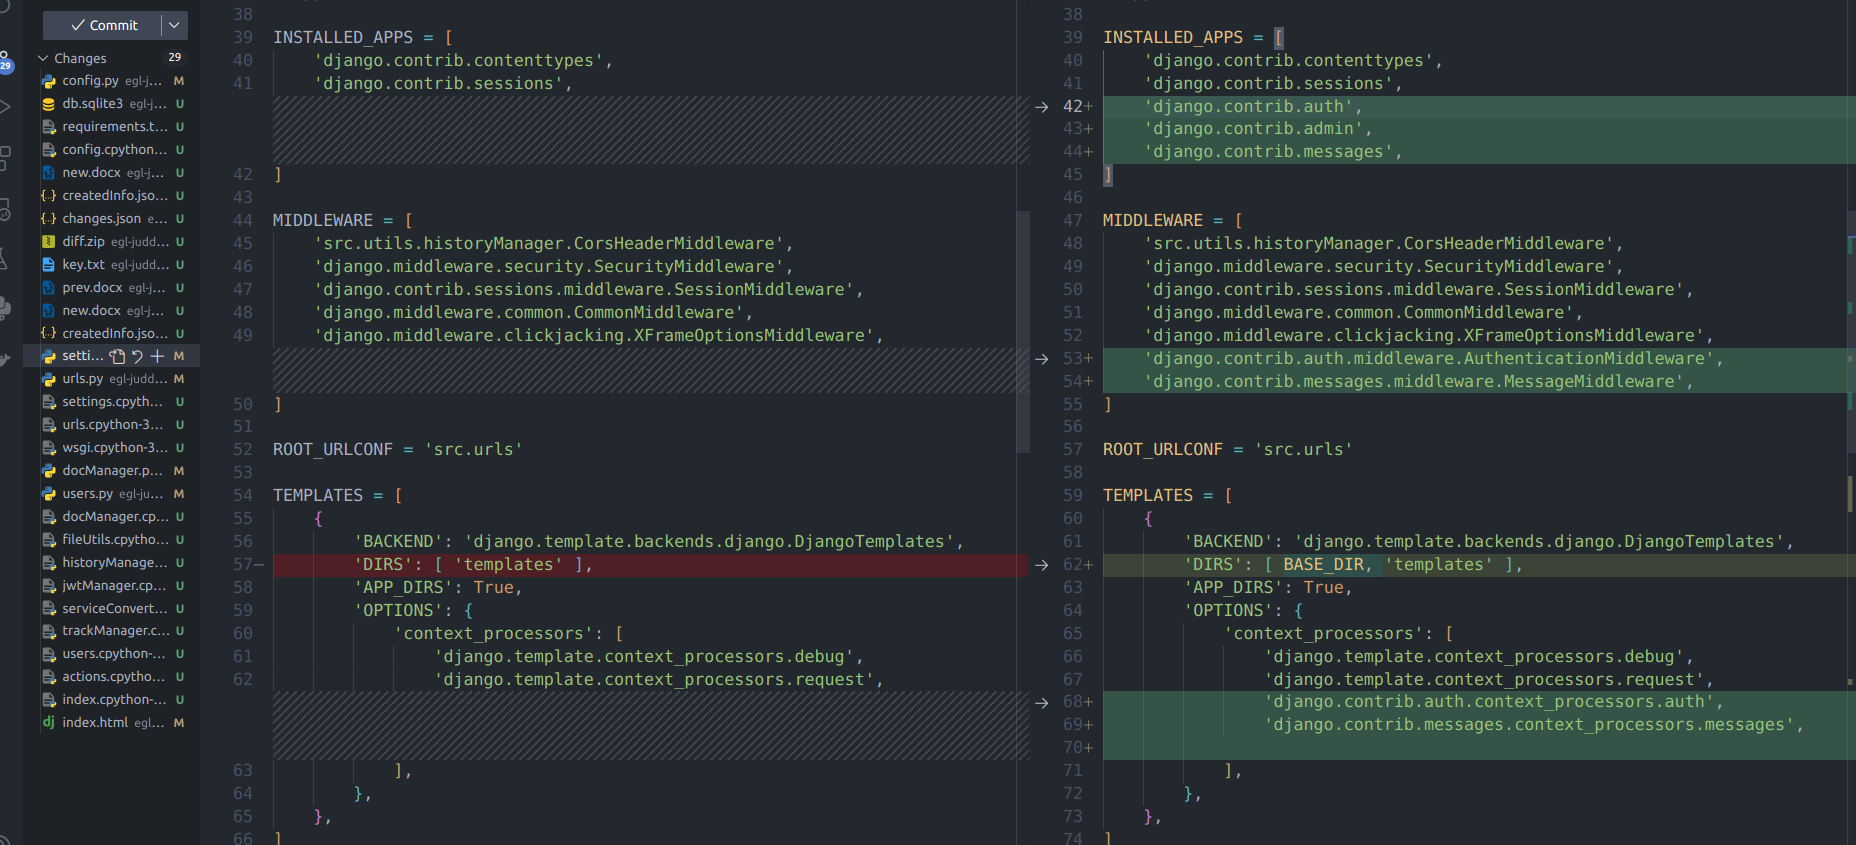 Commit
Changes 29
29
config.py egl-j... M
db.sqlite3 egl-j... U
requirements.t... U
config.cpython... U
new.docx egl-j... U
createdInfo.jso... U
changes.json e... U
diff.zip egl-judd... U
key.txt egl-judd... U
prev.docx egl-j... U
new.docx egl-j... U
createdInfo.jso... U
setti... M
urls.py egl-judd... M
settings.cpyth... U
urls.cpython-3... U
wsgi.cpython-3... U
docManager.p... M
users.py egl-ju... M
docManager.cp... U
fileUtils.cpytho... U
historyManage... U
jwtManager.cp... U
serviceConvert... U
trackManager.c... U
users.cpython-... U
actions.cpytho... U
index.cpython-... U
index.html egl... M
38
39 INSTALLED_APPS = [
40 'django.contrib.contenttypes',
41 'django.contrib.sessions',
42 ]
43
44 MIDDLEWARE = [
45 'src.utils.historyManager.CorsHeaderMiddleware',
46 'django.middleware.security.SecurityMiddleware',
47 'django.contrib.sessions.middleware.SessionMiddleware',
48 'django.middleware.common.CommonMiddleware',
49 'django.middleware.clickjacking.XFrameOptionsMiddleware',
50 ]
51
52 ROOT_URLCONF = 'src.urls'
53
54 TEMPLATES = [
55 {
56 'BACKEND': 'django.template.backends.django.DjangoTemplates',
57− 'DIRS': [ 'templates' ],
58 'APP_DIRS': True,
59 'OPTIONS': {
60 'context_processors': [
61 'django.template.context_processors.debug',
62 'django.template.context_processors.request',
63 ],
64 },
65 },
66 ]
38
39 INSTALLED_APPS = [
40 'django.contrib.contenttypes',
41 'django.contrib.sessions',
42+ 'django.contrib.auth',
43+ 'django.contrib.admin',
44+ 'django.contrib.messages',
45 ]
46
47 MIDDLEWARE = [
48 'src.utils.historyManager.CorsHeaderMiddleware',
49 'django.middleware.security.SecurityMiddleware',
50 'django.contrib.sessions.middleware.SessionMiddleware',
51 'django.middleware.common.CommonMiddleware',
52 'django.middleware.clickjacking.XFrameOptionsMiddleware',
53+ 'django.contrib.auth.middleware.AuthenticationMiddleware',
54+ 'django.contrib.messages.middleware.MessageMiddleware',
55 ]
56
57 ROOT_URLCONF = 'src.urls'
58
59 TEMPLATES = [
60 {
61 'BACKEND': 'django.template.backends.django.DjangoTemplates',
62+ 'DIRS': [ BASE_DIR, 'templates' ],
63 'APP_DIRS': True,
64 'OPTIONS': {
65 'context_processors': [
66 'django.template.context_processors.debug',
67 'django.template.context_processors.request',
68+ 'django.contrib.auth.context_processors.auth',
69+ 'django.contrib.messages.context_processors.messages',
70+
71 ],
72 },
73 },
74 ]